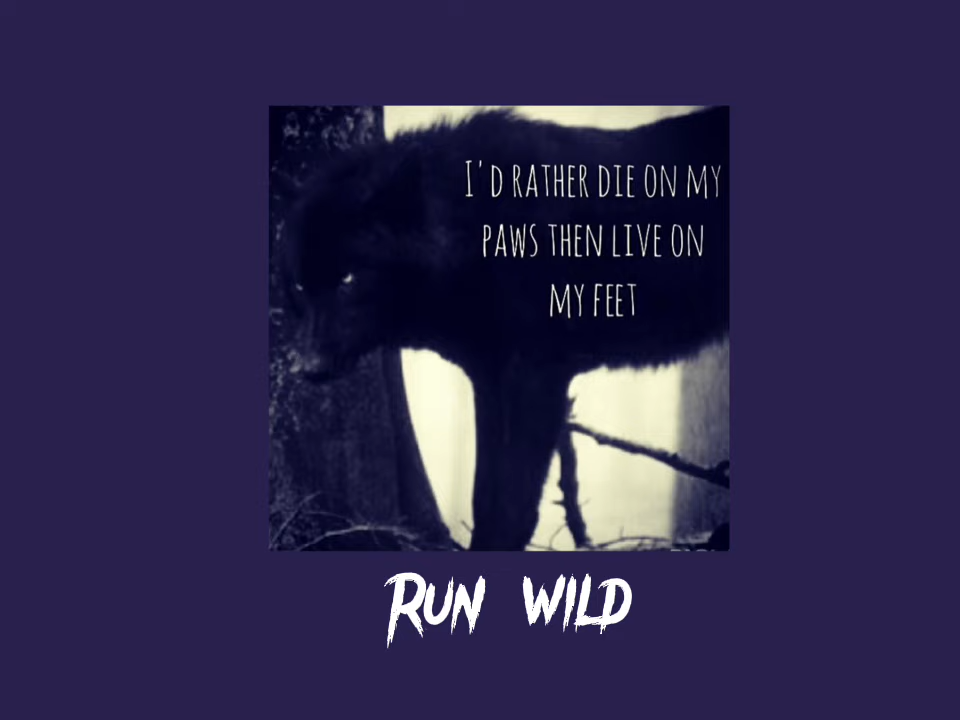 I'D RATHER DIE ON MY
PAWS THEN LIVE ON
MY FEET
RUN WILD